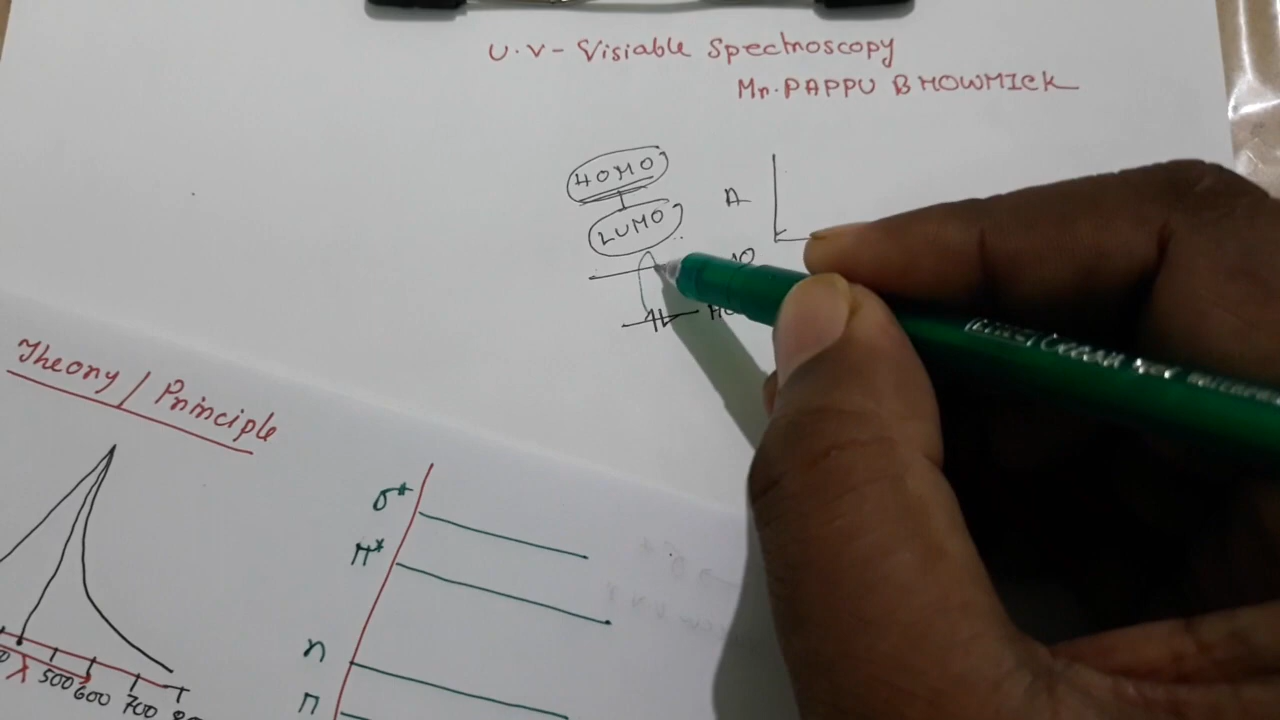 U.V- Visiable Spectroscopy
Mr. PAPPU BHOWMICK
HOMO
LUMO
A
Theory / Principle
σ*
π*
n
π
λ 500 600 700